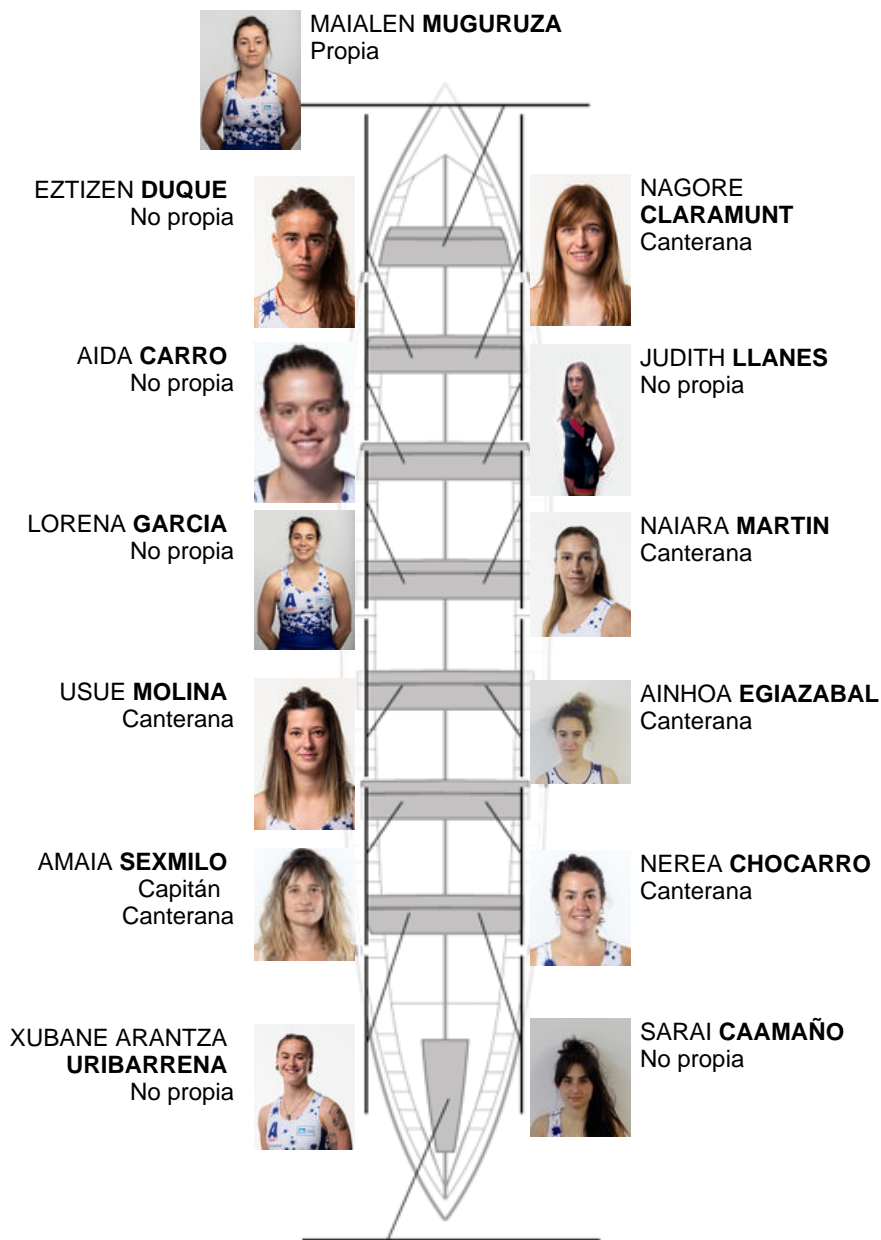 MAIALEN MUGURUZA
Propia
EZTIZEN DUQUE
No propia
NAGORE
CLARAMUNT
Canterana
AIDA CARRO
No propia
JUDITH LLANES
No propia
LORENA GARCIA
No propia
NAIARA MARTIN
Canterana
USUE MOLINA
Canterana
AINHOA EGIAZABAL
Canterana
AMAIA SEXMILO
Capitán
Canterana
NEREA CHOCARRO
Canterana
XUBANE ARANTZA
URIBARRENA
No propia
SARAI CAAMAÑO
No propia